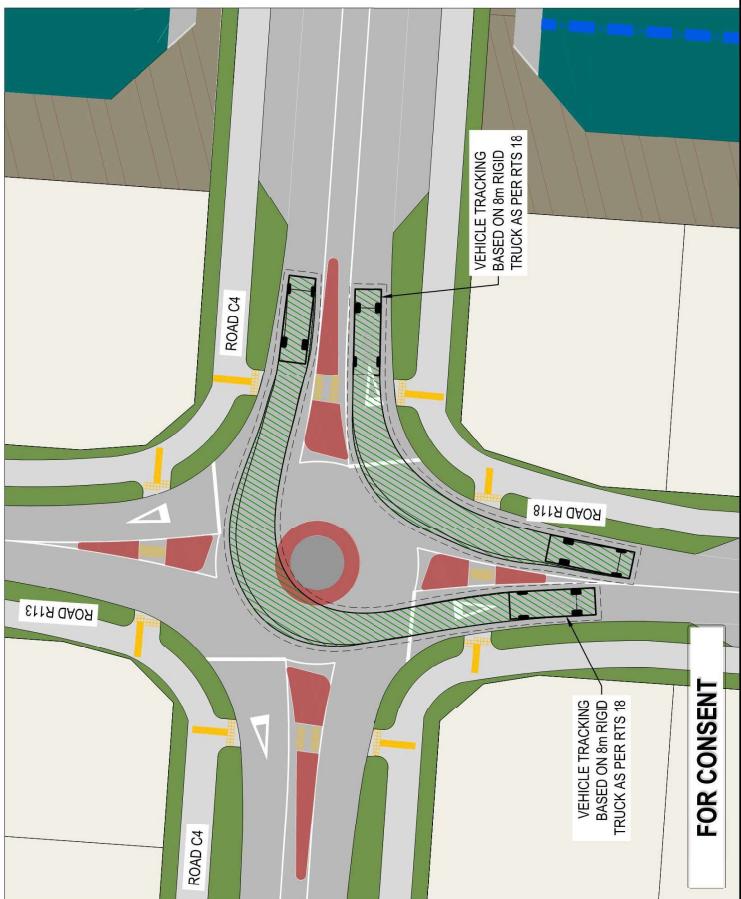 VEHICLE TRACKING
BASED ON 8m RIGID
TRUCK AS PER RTS 18
ROAD C4
ROAD R118
ROAD R113
ROAD C4
VEHICLE TRACKING
BASED ON 8m RIGID
TRUCK AS PER RTS 18
FOR CONSENT